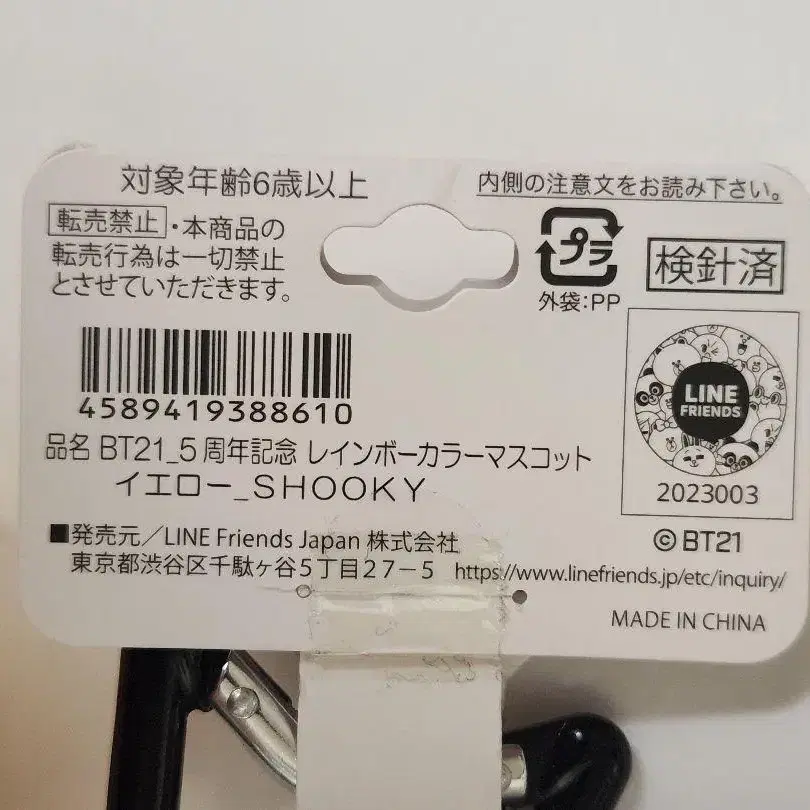 対象年齢6歳以上
内側の注意文をお読み下さい。
転売禁止・本商品の
転売行為は一切禁止
とさせていただきます。
プラ
外袋:PP
検針済
4589419388610
LINE
FRIENDS
2023003
品名 BT21_5周年記念 レインボーカラーマスコット
イエロー_SHOOKY
©BT21
■発売元/LINE Friends Japan 株式会社
東京都渋谷区千駄ヶ谷5丁目27-5 https://www.linefriends.jp/etc/inquiry/
MADE IN CHINA